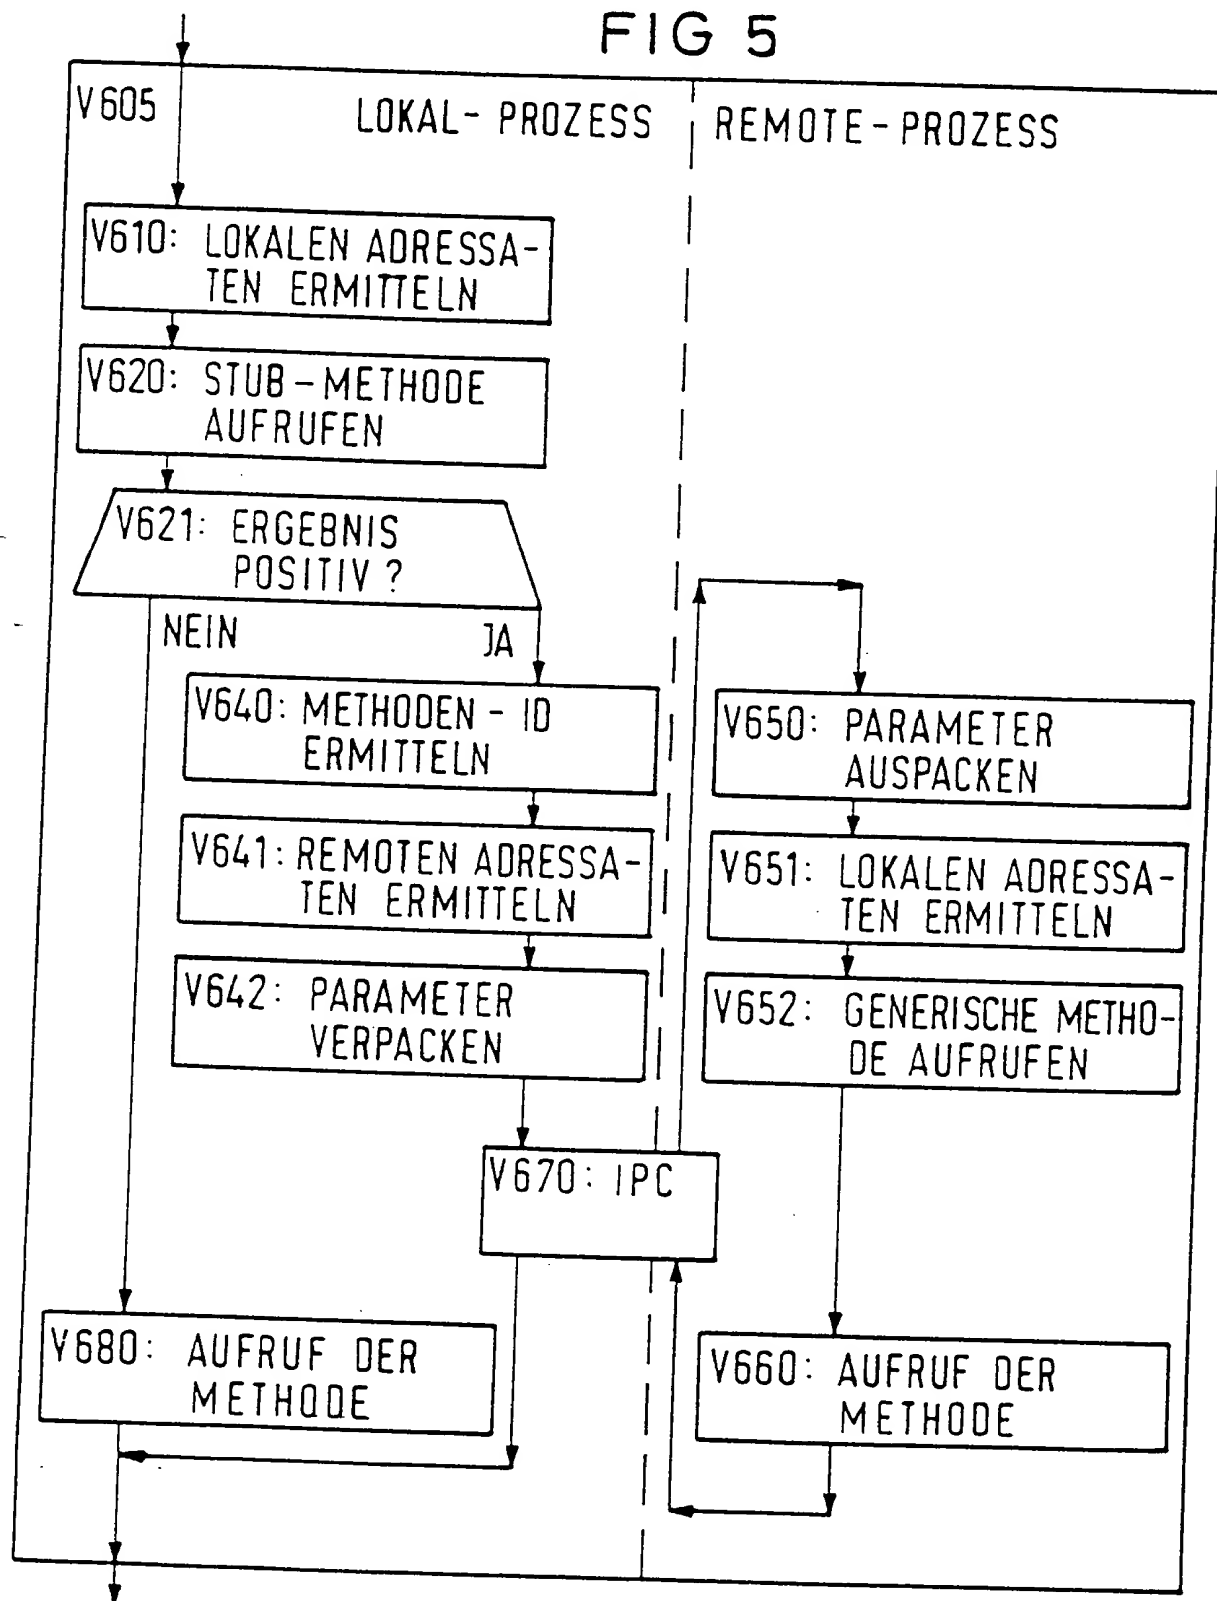 FIG 5
V605
LOKAL- PROZESS
REMOTE-PROZESS
V610: LOKALEN ADRESSA-
TEN ERMITTELN
V620: STUB-METHODE
AUFRUFEN
V621: ERGEBNIS
POSITIV ?
NEIN
JA
V640: METHODEN - ID
ERMITTELN
V641: REMOTEN ADRESSA-
TEN ERMITTELN
V642: PARAMETER
VERPACKEN
V650: PARAMETER
AUSPACKEN
V651: LOKALEN ADRESSA-
TEN ERMITTELN
V652: GENERISCHE METHO-
DE AUFRUFEN
V670: IPC
V680: AUFRUF DER
METHODE
V660: AUFRUF DER
METHODE